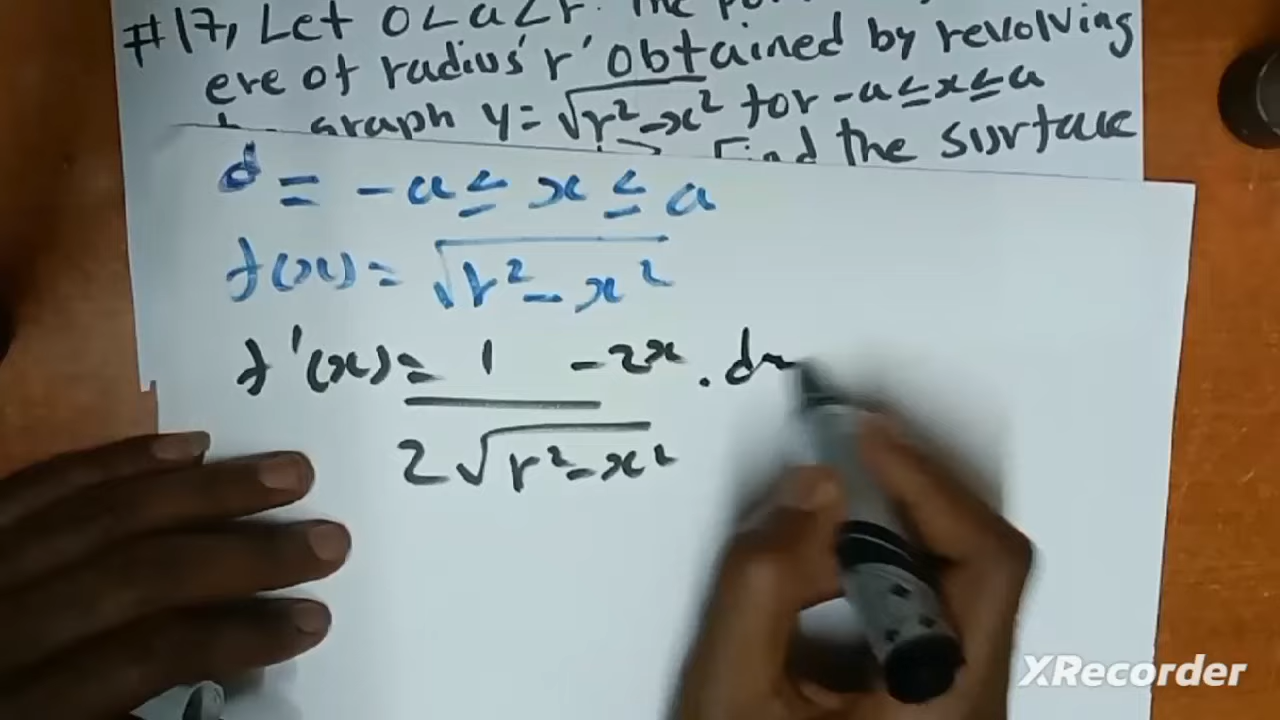 #17, Let 0<a<r. The
ere of radius 'r' obtained by revolving
graph y = √(r²-x²) for -a≤x≤a
Find the surface
d = -a ≤ x ≤ a
f(x) = √(r²-x²)
f'(x) = 1 -2x . dx
2√(r²-x²)
XRecorder